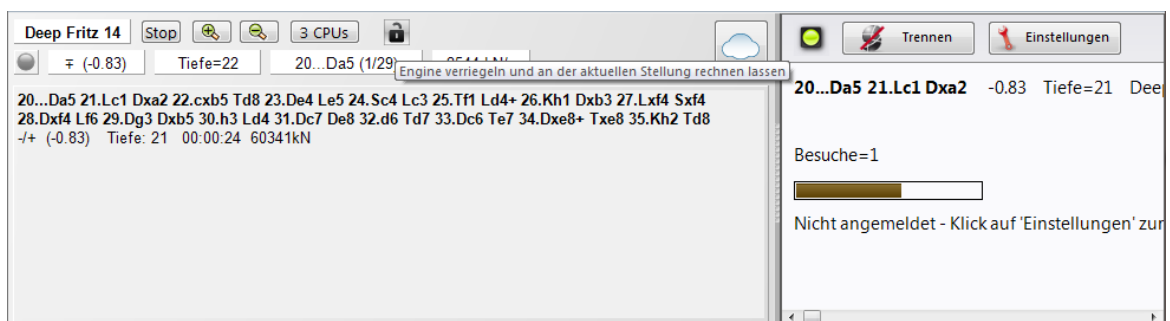 Deep Fritz 14 Stop 3 CPUs
∓ (-0.83) Tiefe=22 20...Da5 (1/29)
Engine verriegeln und an der aktuellen Stellung rechnen lassen
20...Da5 21.Lc1 Dxa2 22.cxb5 Td8 23.De4 Le5 24.Sc4 Lc3 25.Tf1 Ld4+ 26.Kh1 Dxb3 27.Lxf4 Sxf4
28.Dxf4 Lf6 29.Dg3 Dxb5 30.h3 Ld4 31.Dc7 De8 32.d6 Td7 33.Dc6 Te7 34.Dxe8+ Txe8 35.Kh2 Td8
-/+ (-0.83) Tiefe: 21 00:00:24 60341kN
Trennen Einstellungen
20...Da5 21.Lc1 Dxa2 -0.83 Tiefe=21
Besuche=1
Nicht angemeldet - Klick auf 'Einstellungen' zur